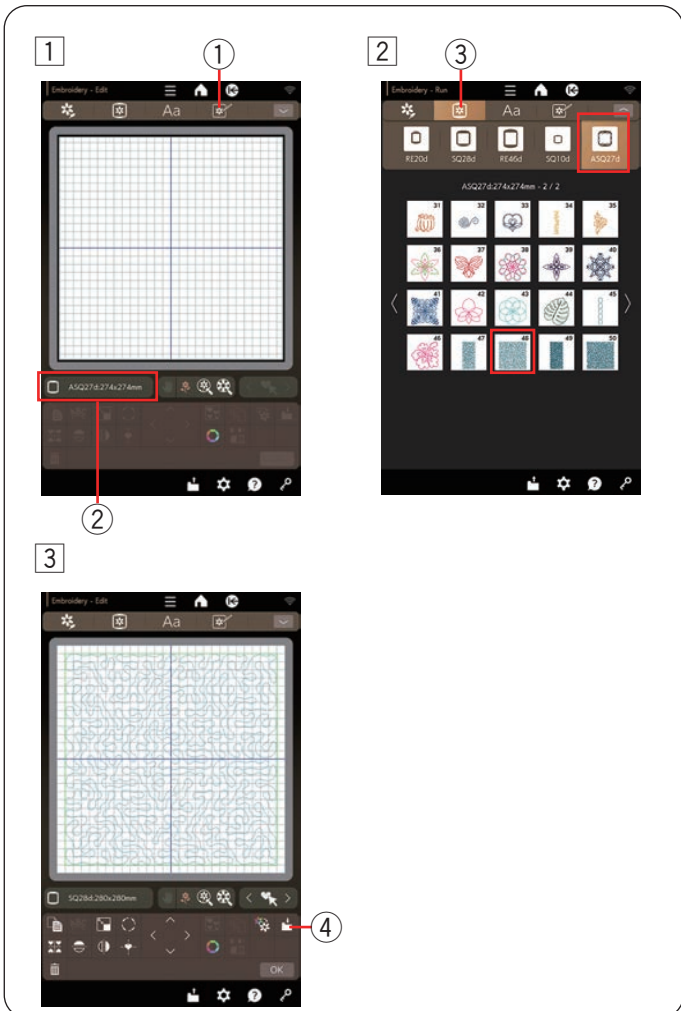 1
①
2
③
Embroidery - Edit
Aa
ASQ27d:274x274mm
②
Embroidery - Run
Aa
RE20d SQ28d RE46d SQ10d ASQ27d
ASQ27d:274x274mm - 2 / 2
31 32 33 34 35
36 37 38 39 40
41 42 43 44 45
46 47 48 49 50
3
Embroidery - Edit
Aa
SQ28d:280x280mm
④
OK